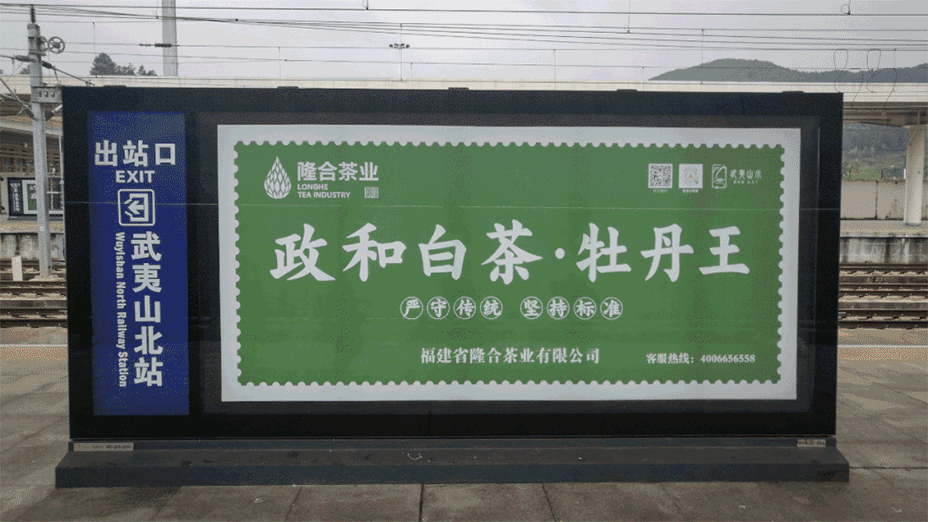 出站口
EXIT
武夷山北站
Wuyishan North Railway Station
隆合茶业
LONGHE
TEA INDUSTRY
武夷山水
政和白茶·牡丹王
严守传统 坚持标准
福建省隆合茶业有限公司
客服热线：4006656558